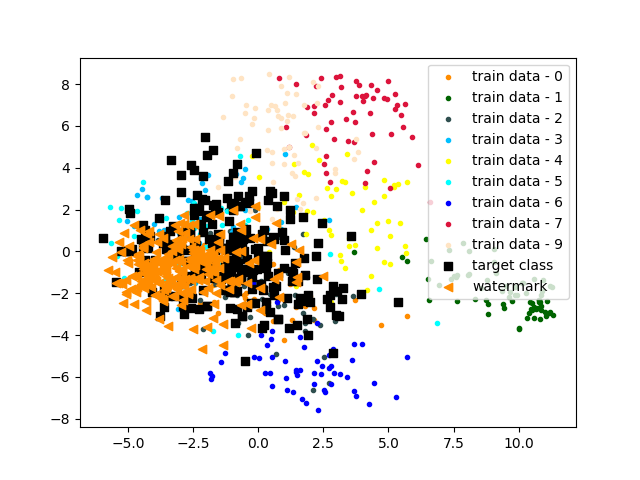 8
6
4
2
0
−2
−4
−6
−8
−5.0
−2.5
0.0
2.5
5.0
7.5
10.0
train data - 0
train data - 1
train data - 2
train data - 3
train data - 4
train data - 5
train data - 6
train data - 7
train data - 9
target class
watermark